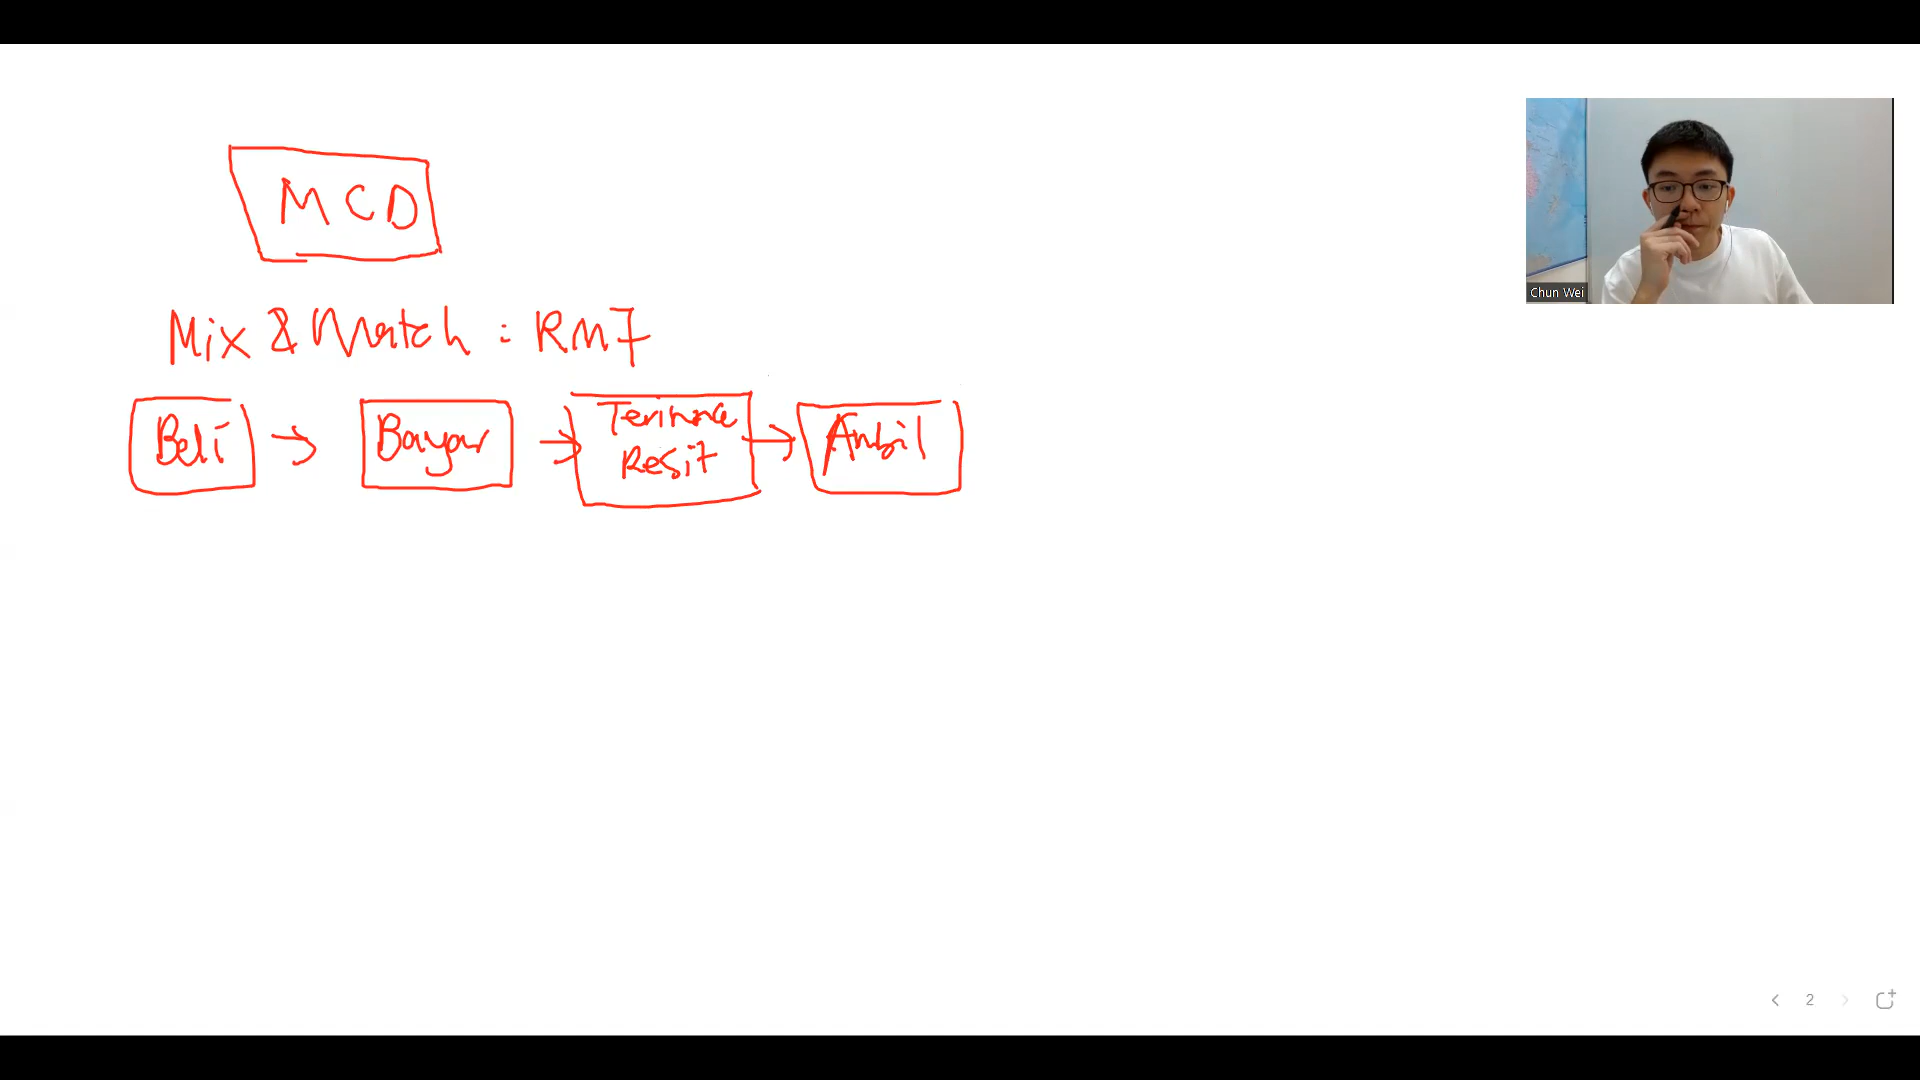 MCD
Mix & Match : RM7
Beli → Bayar → Terima Resit → Ambil
Chun Wei
2